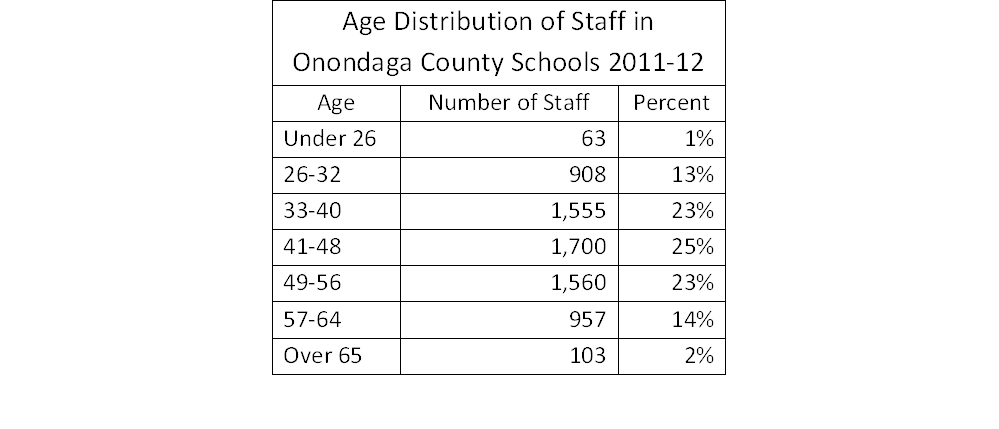 Age Distribution of Staff in
Onondaga County Schools 2011-12
Age Number of Staff Percent
Under 26 63 1%
26-32 908 13%
33-40 1,555 23%
41-48 1,700 25%
49-56 1,560 23%
57-64 957 14%
Over 65 103 2%